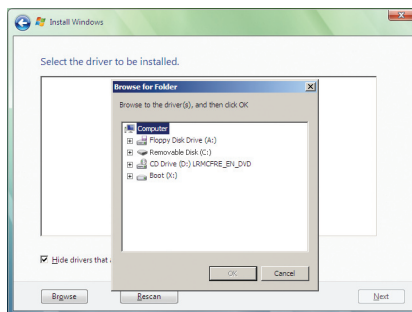 Install Windows
Select the driver to be installed.
Browse for Folder
Browse to the driver(s), and then click OK
Computer
Floppy Disk Drive (A:)
Removable Disk (C:)
CD Drive (D:) LRMCFRE_EN_DVD
Boot (X:)
Hide drivers that
OK
Cancel
Browse
Rescan
Next